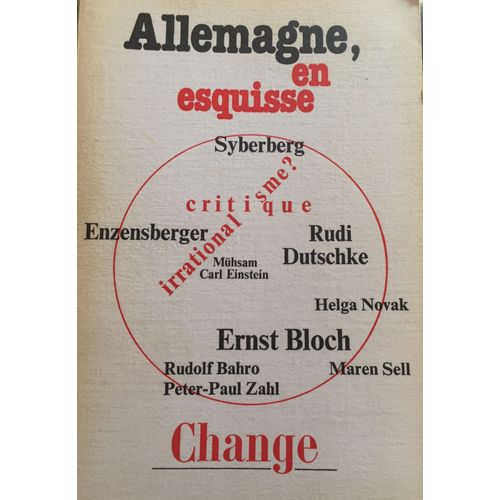 Allemagne,
en
esquisse
Syberberg
critique
irrationalisme?
Enzensberger
Rudi
Dutschke
Mühsam
Carl Einstein
Helga Novak
Ernst Bloch
Rudolf Bahro
Maren Sell
Peter-Paul Zahl
Change